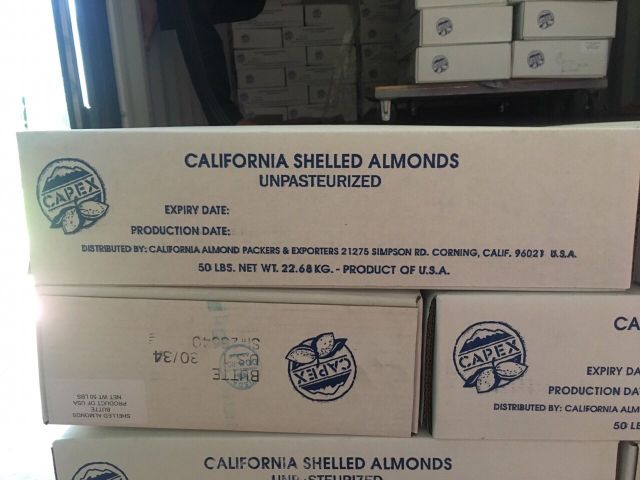 CALIFORNIA SHELLED ALMONDS
UNPASTEURIZED
CAPEX
EXPIRY DATE:
PRODUCTION DATE:
DISTRIBUTED BY: CALIFORNIA ALMOND PACKERS & EXPORTERS 21275 SIMPSON RD. CORNING, CALIF. 96021 U.S.A.
50 LBS. NET WT. 22.68 KG. - PRODUCT OF U.S.A.
CAPEX
BUTTE
30/34
SHELLED ALMONDS
BUTTE
PRODUCT OF USA
NET WT 50 LBS
CAPEX
CA
EXPIRY DA
PRODUCTION DA
DISTRIBUTED BY: CALIFORNIA ALM
50 LB
CALIFORNIA SHELLED ALMONDS